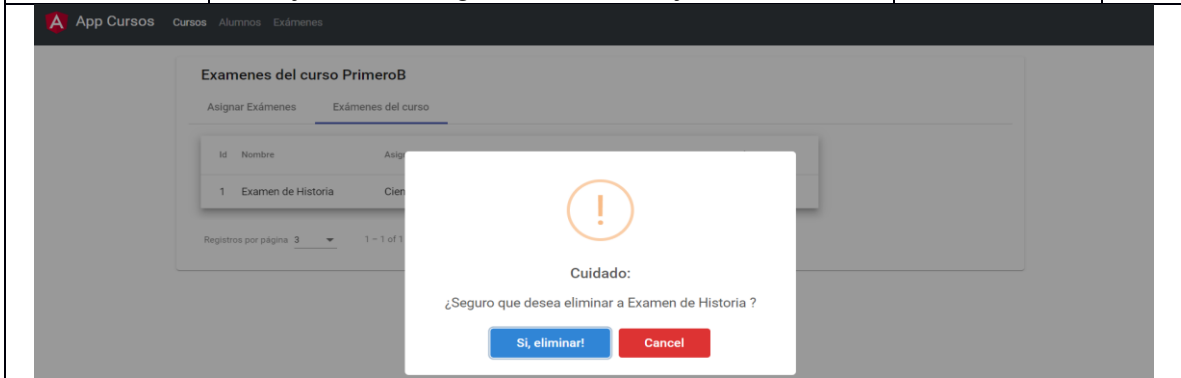 App Cursos Cursos Alumnos Exámenes
Examenes del curso PrimeroB
Asignar Exámenes Exámenes del curso
Id Nombre
1 Examen de Historia
Registros por página 3 1 – 1 of 1
!
Cuidado:
¿Seguro que desea eliminar a Examen de Historia ?
Si, eliminar! Cancel